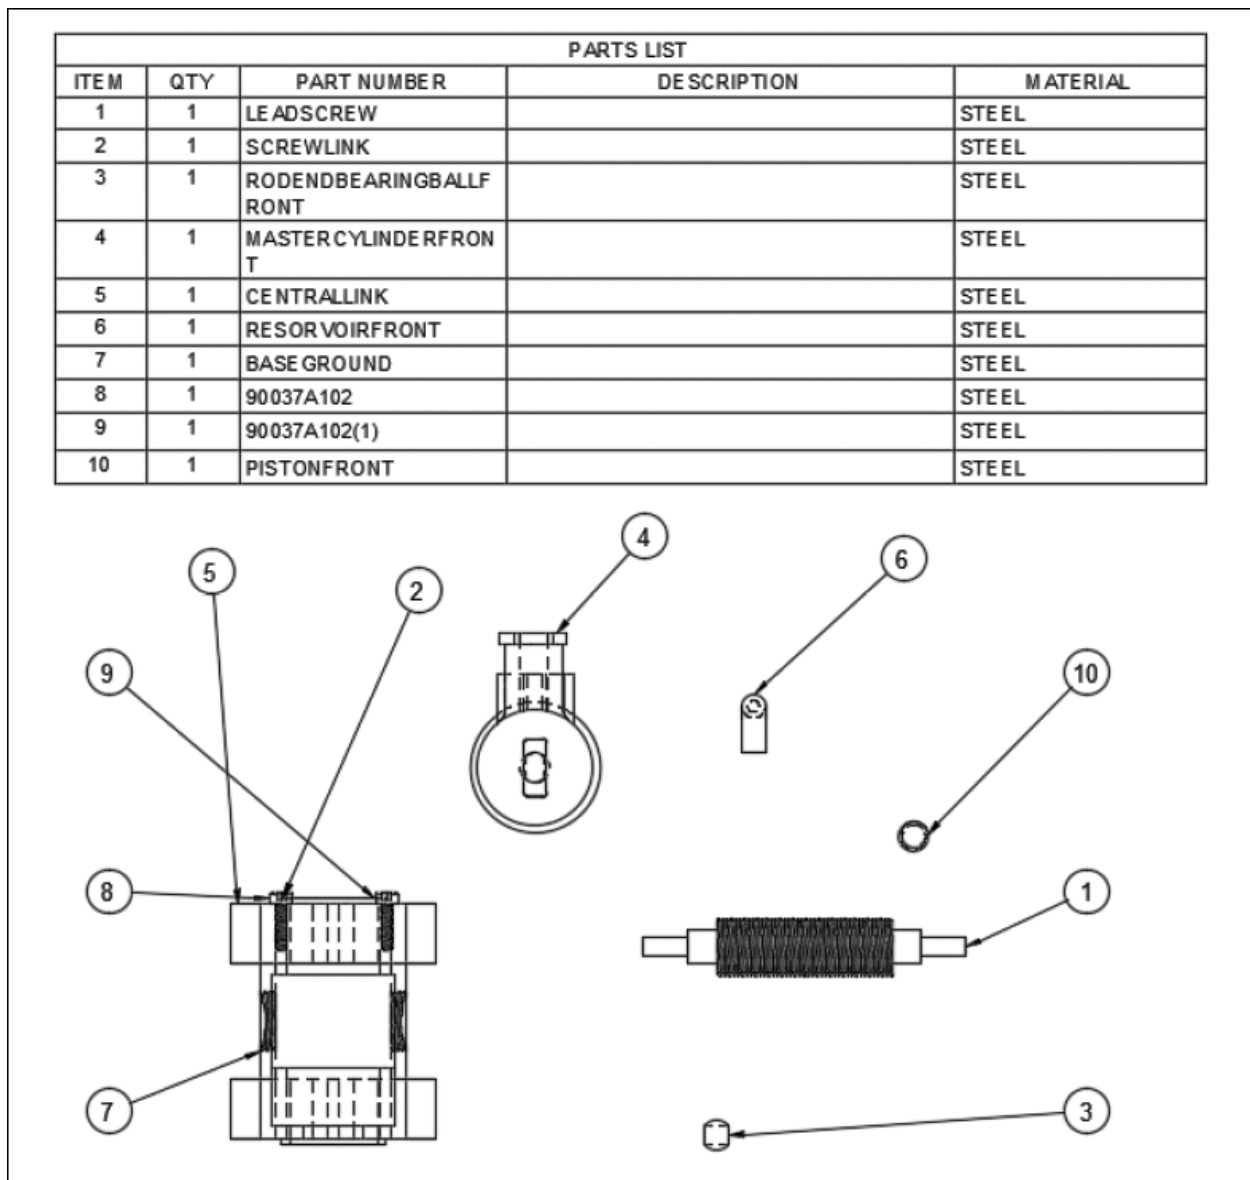 PARTS LIST
ITEM QTY PART NUMBER DESCRIPTION MATERIAL
1 1 LEADSCREW STEEL
2 1 SCREWLINK STEEL
3 1 RODENDBEARINGBALLF STEEL
RONT
4 1 MASTERCYLINDERFRON STEEL
T
5 1 CENTRALLINK STEEL
6 1 RESORVOIRFRONT STEEL
7 1 BASEGROUND STEEL
8 1 90037A102 STEEL
9 1 90037A102(1) STEEL
10 1 PISTONFRONT STEEL
4
6
5
2
9
10
8
1
7
3